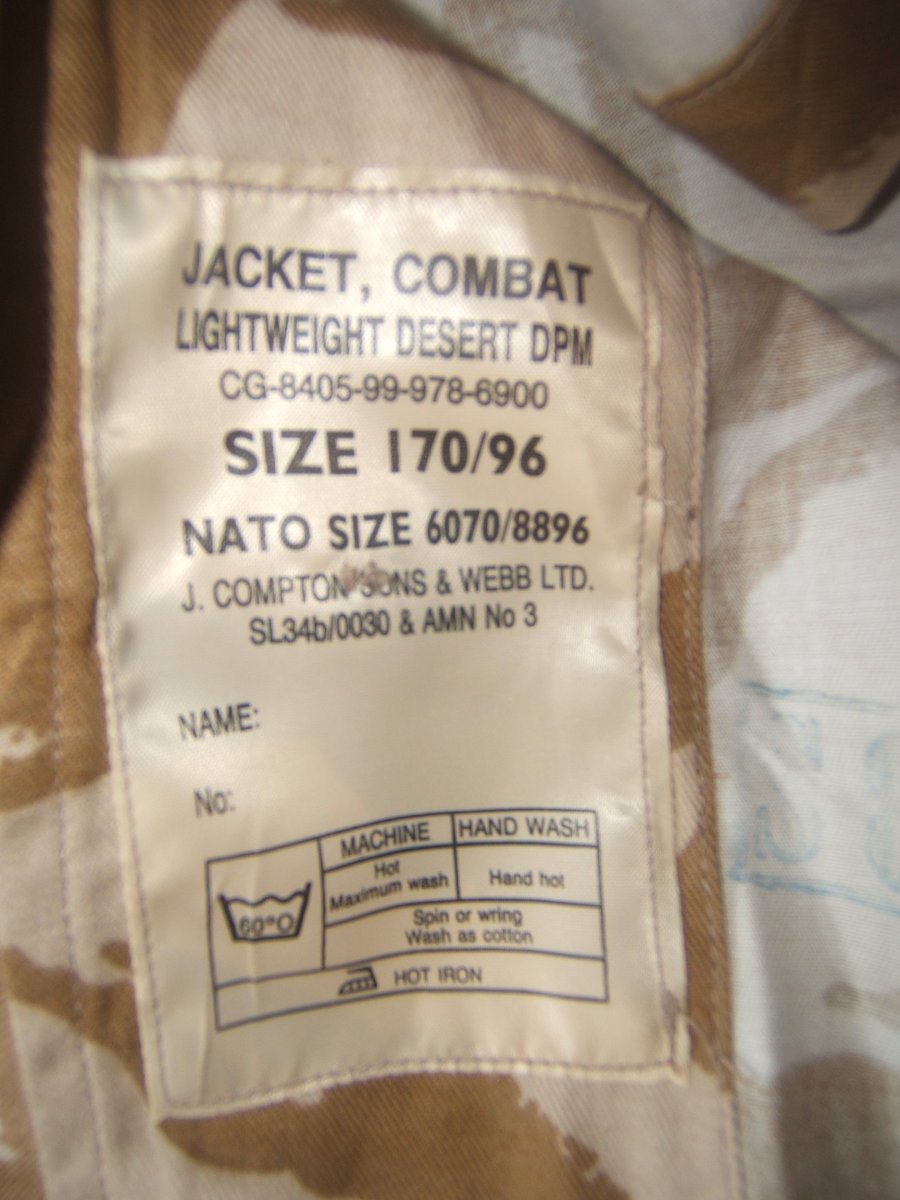 JACKET, COMBAT
LIGHTWEIGHT DESERT DPM
CG-8405-99-978-6900
SIZE 170/96
NATO SIZE 6070/8896
J. COMPTON SONS & WEBB LTD.
SL34b/0030 & AMN No 3
NAME:
No:
MACHINE HAND WASH
Hot Hand hot
Maximum wash
60°
Spin or wring
Wash as cotton
HOT IRON